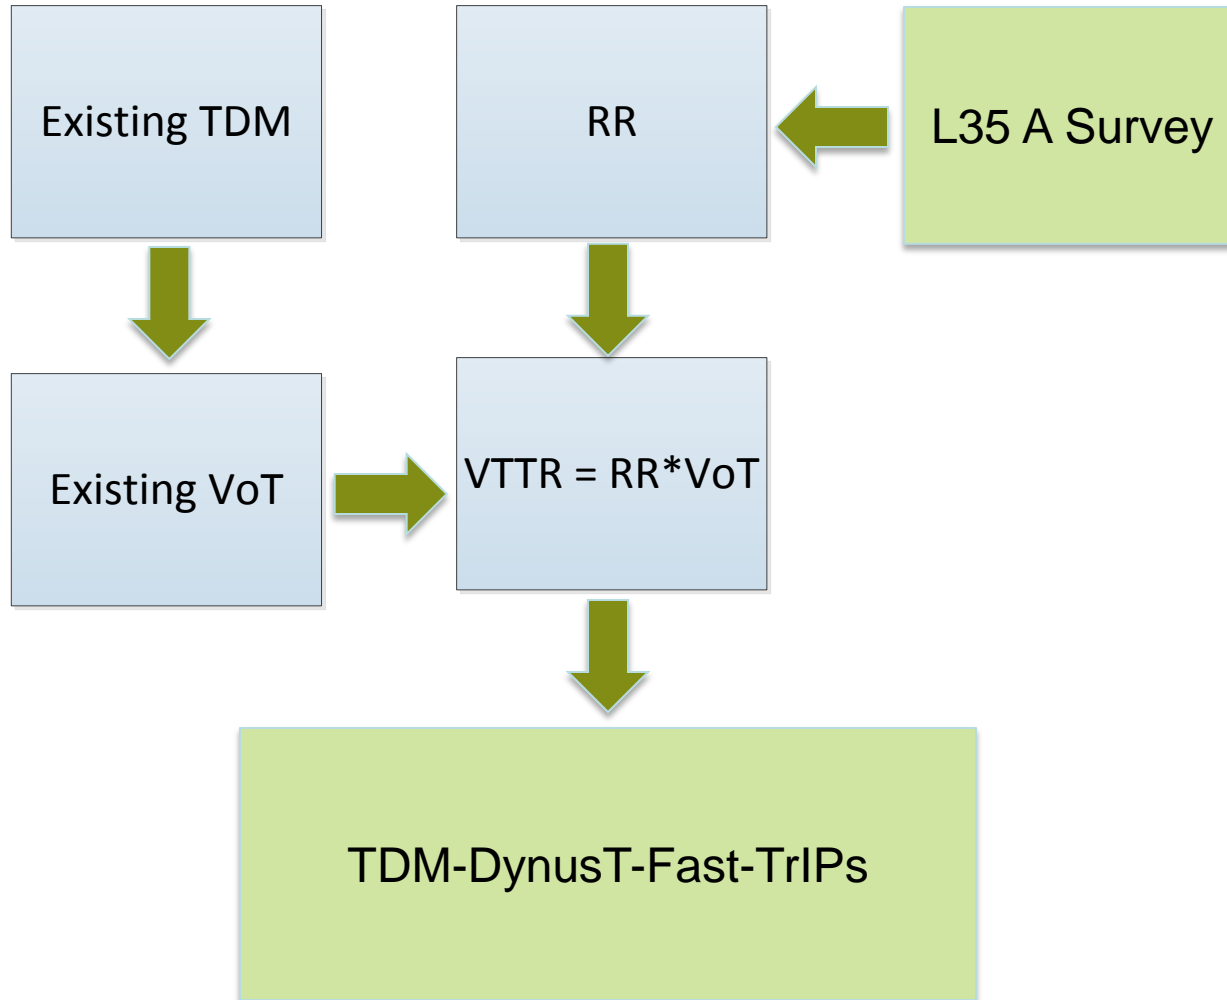 Existing TDM
RR
L35 A Survey
Existing VoT
VTTR = RR*VoT
TDM-DynusT-Fast-TrIPs